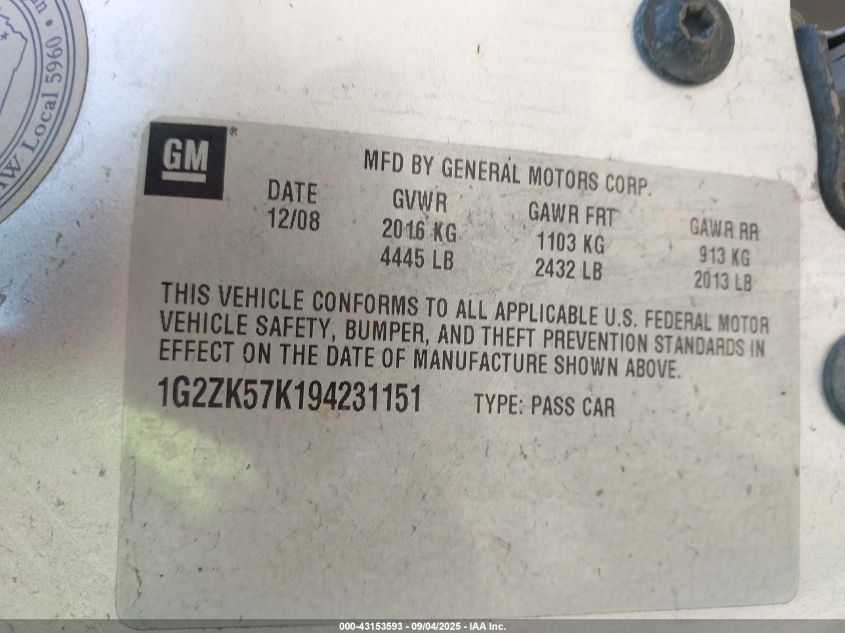 W Local 5960
GM
MFD BY GENERAL MOTORS CORP.
DATE GVWR GAWR FRT GAWR RR
12/08 2016 KG 1103 KG 913 KG
4445 LB 2432 LB 2013 LB
THIS VEHICLE CONFORMS TO ALL APPLICABLE U.S. FEDERAL MOTOR
VEHICLE SAFETY, BUMPER, AND THEFT PREVENTION STANDARDS IN
EFFECT ON THE DATE OF MANUFACTURE SHOWN ABOVE.
1G2ZK57K194231151 TYPE: PASS CAR
000-43153593 - 09/04/2025 - IAA Inc.